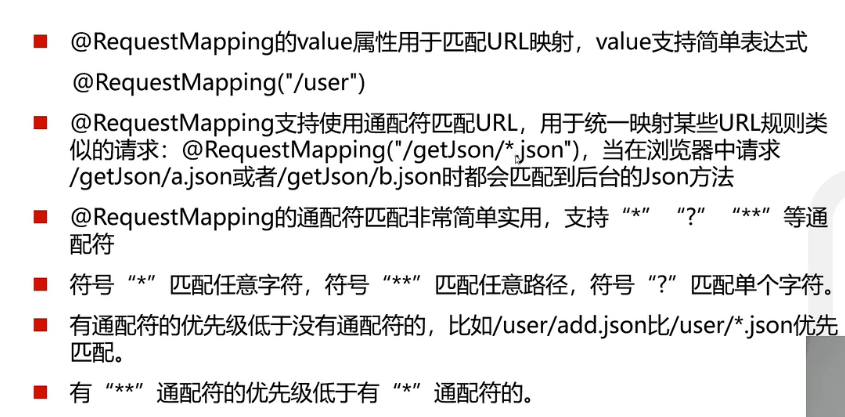 @RequestMapping的value属性用于匹配URL映射，value支持简单表达式
@RequestMapping("/user")
@RequestMapping支持使用通配符匹配URL，用于统一映射某些URL规则类
似的请求：@RequestMapping("/getJson/*.json")，当在浏览器中请求
/getJson/a.json或者/getJson/b.json时都会匹配到后台的Json方法
@RequestMapping的通配符匹配非常简单实用，支持“*”“?”“**”等通
配符
符号“*”匹配任意字符，符号“**”匹配任意路径，符号“?”匹配单个字符。
有通配符的优先级低于没有通配符的，比如/user/add.json比/user/*.json优先
匹配。
有“**”通配符的优先级低于有“*”通配符的。